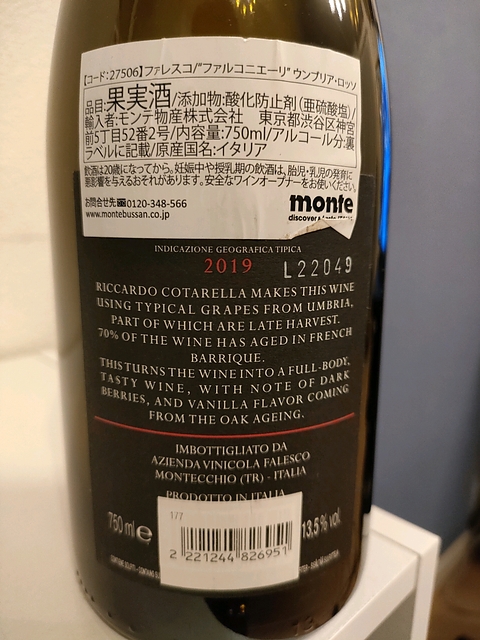 【コード:27506】ファレスコ/"ファルコニエーリ" ウンブリア・ロッソ
品目:果実酒/添加物:酸化防止剤(亜硫酸塩)/
輸入者:モンテ物産株式会社 東京都渋谷区神宮
前5丁目52番2号/内容量:750ml/アルコール分:裏
ラベルに記載/原産国名:イタリア
飲酒は20歳になってから。妊娠中や授乳期の飲酒は、胎児・乳児の発育に
悪影響を与えるおそれがあります。安全なワインオープナーをお使いください。
お問合せ先 0120-348-566
www.montebussan.co.jp
monte
discover
INDICAZIONE GEOGRAFICA TIPICA
2019 L22049
RICCARDO COTARELLA MAKES THIS WINE
USING TYPICAL GRAPES FROM UMBRIA,
PART OF WHICH ARE LATE HARVEST.
70% OF THE WINE HAS AGED IN FRENCH
BARRIQUE.
THIS TURNS THE WINE INTO A FULL-BODY,
TASTY WINE, WITH NOTE OF DARK
BERRIES, AND VANILLA FLAVOR COMING
FROM THE OAK AGEING.
IMBOTTIGLIATO DA
AZIENDA VINICOLA FALESCO
MONTECCHIO (TR) - ITALIA
PRODOTTO IN ITALIA
750 ml e 13,5% vol
177
2 221244 826951